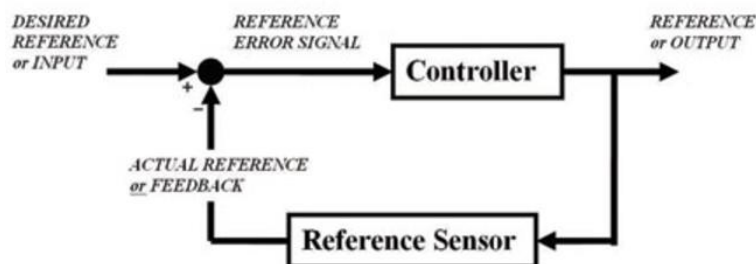 DESIRED
REFERENCE
or INPUT
REFERENCE
ERROR SIGNAL
Controller
REFERENCE
or OUTPUT
+
−
ACTUAL REFERENCE
or FEEDBACK
Reference Sensor